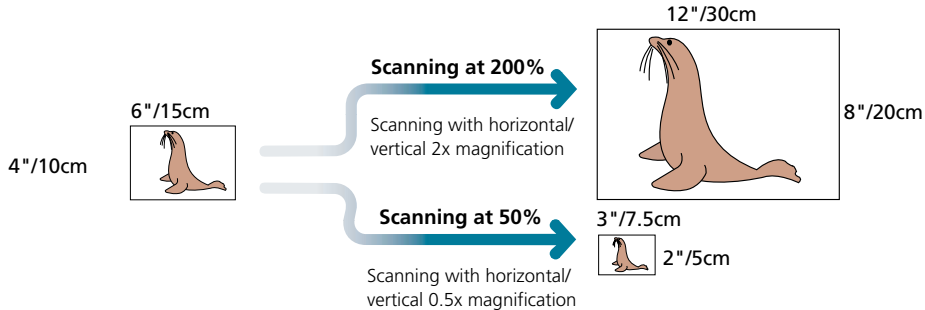 4"/10cm
6"/15cm
Scanning at 200%
Scanning with horizontal/
vertical 2x magnification
12"/30cm
8"/20cm
Scanning at 50%
Scanning with horizontal/
vertical 0.5x magnification
3"/7.5cm
2"/5cm